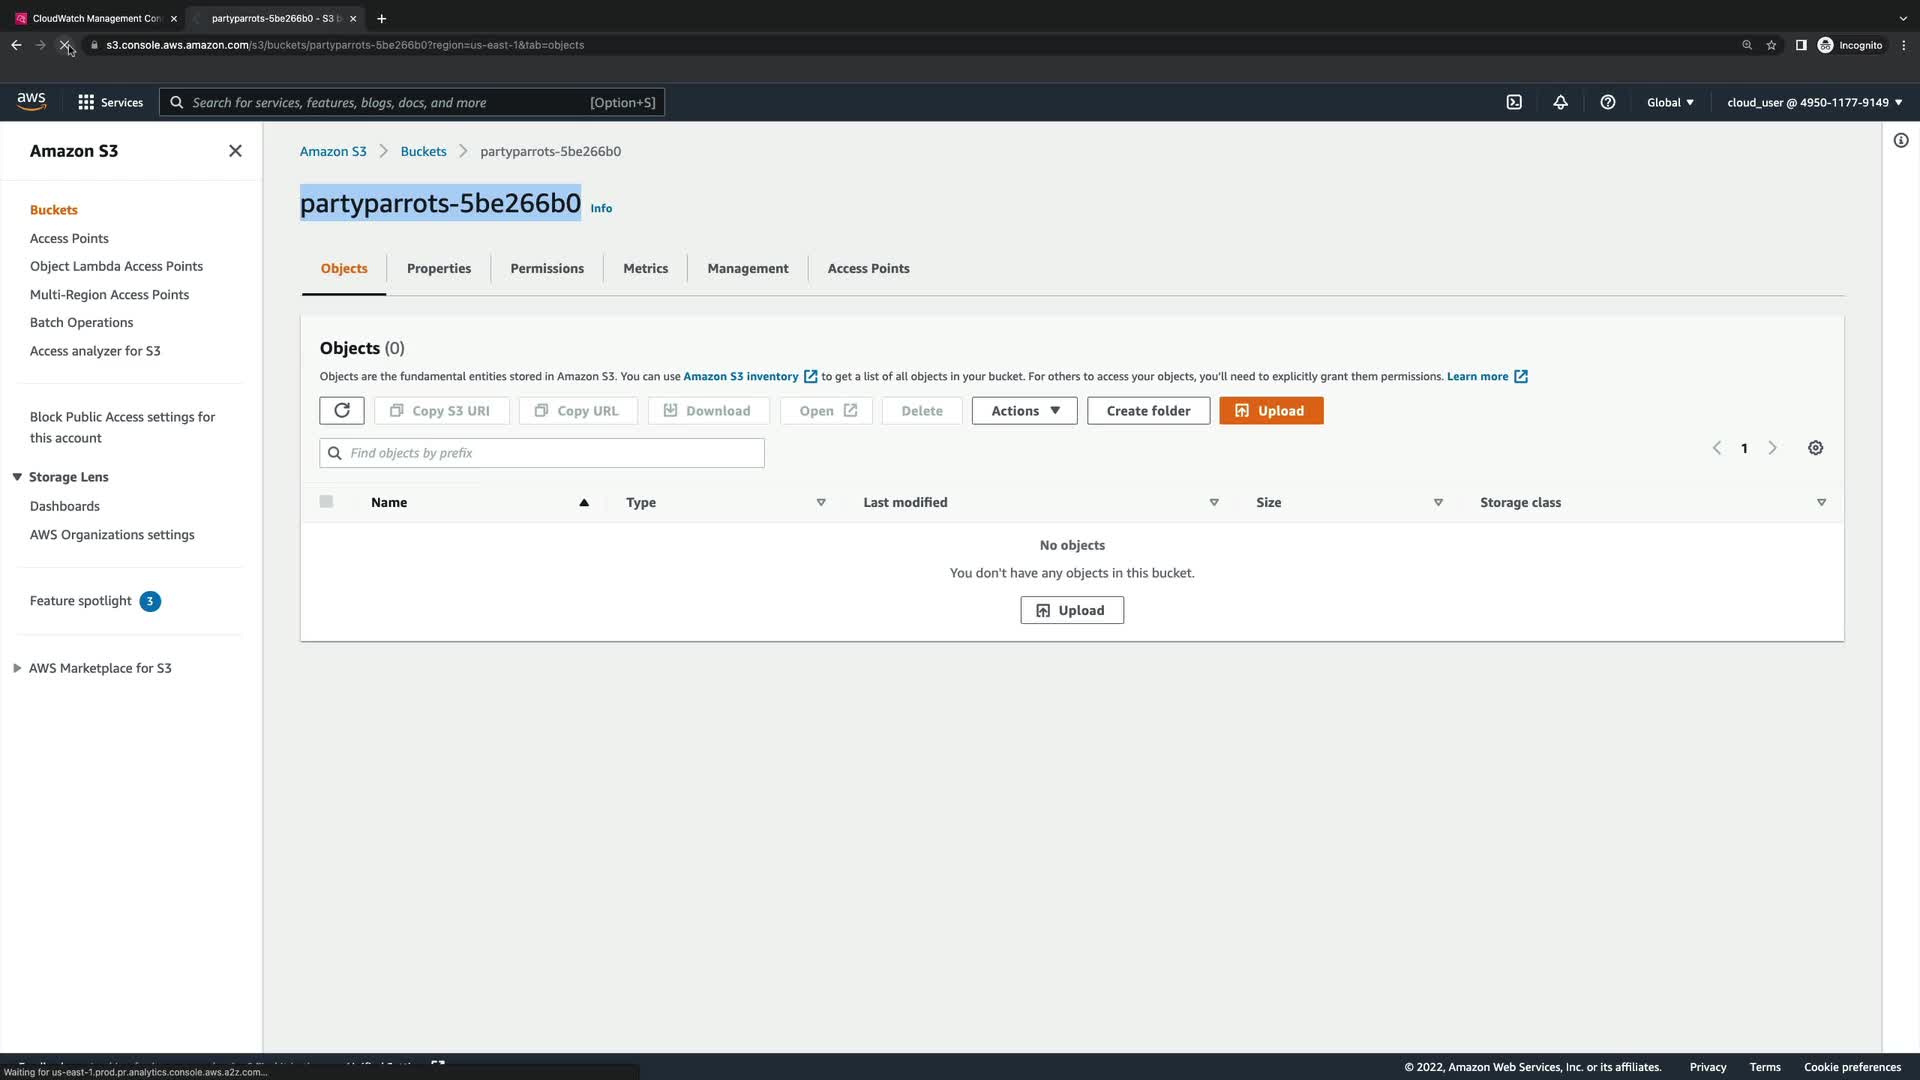 CloudWatch Management Con
partyparrots-5be266b0 - S3 b
s3.console.aws.amazon.com/s3/buckets/partyparrots-5be266b0?region=us-east-1&tab=objects
Incognito
aws
Services
Search for services, features, blogs, docs, and more
[Option+S]
Global
cloud_user @ 4950-1177-9149
Amazon S3
Buckets
Access Points
Object Lambda Access Points
Multi-Region Access Points
Batch Operations
Access analyzer for S3
Block Public Access settings for
this account
Storage Lens
Dashboards
AWS Organizations settings
Feature spotlight 3
AWS Marketplace for S3
Amazon S3 Buckets partyparrots-5be266b0
partyparrots-5be266b0 Info
Objects Properties Permissions Metrics Management Access Points
Objects (0)
Objects are the fundamental entities stored in Amazon S3. You can use Amazon S3 inventory to get a list of all objects in your bucket. For others to access your objects, you'll need to explicitly grant them permissions. Learn more
Copy S3 URI Copy URL Download Open Delete Actions Create folder Upload
Find objects by prefix
1
Name Type Last modified Size Storage class
No objects
You don't have any objects in this bucket.
Upload
Waiting for us-east-1.prod.pr.analytics.console.aws.a2z.com...
© 2022, Amazon Web Services, Inc. or its affiliates. Privacy Terms Cookie preferences